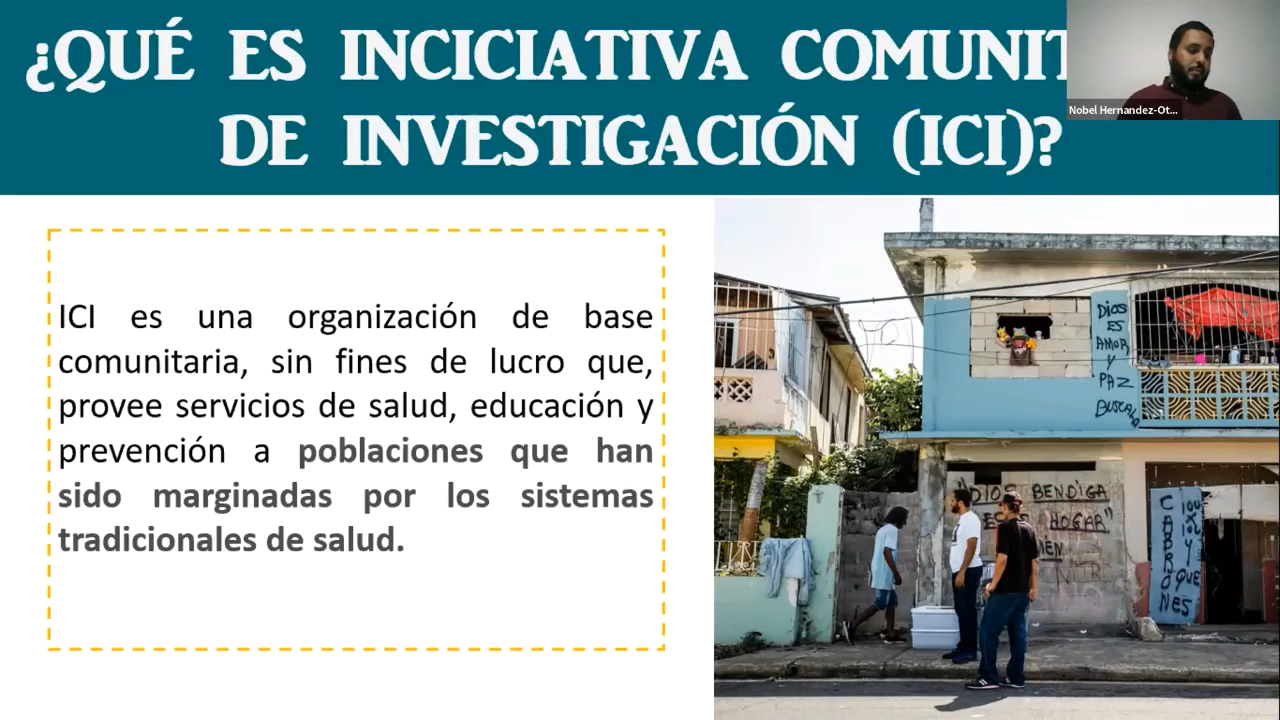 ¿QUÉ ES INCICIATIVA COMUNIT
DE INVESTIGACIÓN (ICI)?
Nobel Hernandez-Ot...
ICI es una organización de base
comunitaria, sin fines de lucro que,
provee servicios de salud, educación y
prevención a poblaciones que han
sido marginadas por los sistemas
tradicionales de salud.
DiOS
ES
AMOR
Y
PAZ
"DIOS BENDIGA
HOGAR"